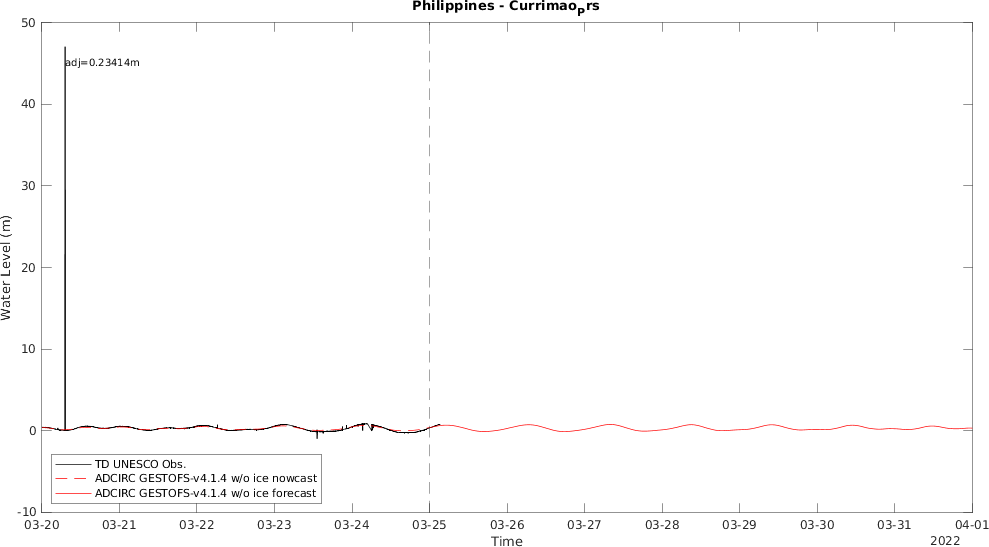 Philippines - Currimaoprs
50
adj=0.23414m
40
30
20
10
0
-10
Water Level (m)
TD UNESCO Obs.
ADCIRC GESTOFS-v4.1.4 w/o ice nowcast
ADCIRC GESTOFS-v4.1.4 w/o ice forecast
03-20 03-21 03-22 03-23 03-24 03-25 03-26 03-27 03-28 03-29 03-30 03-31 04-01
Time
2022